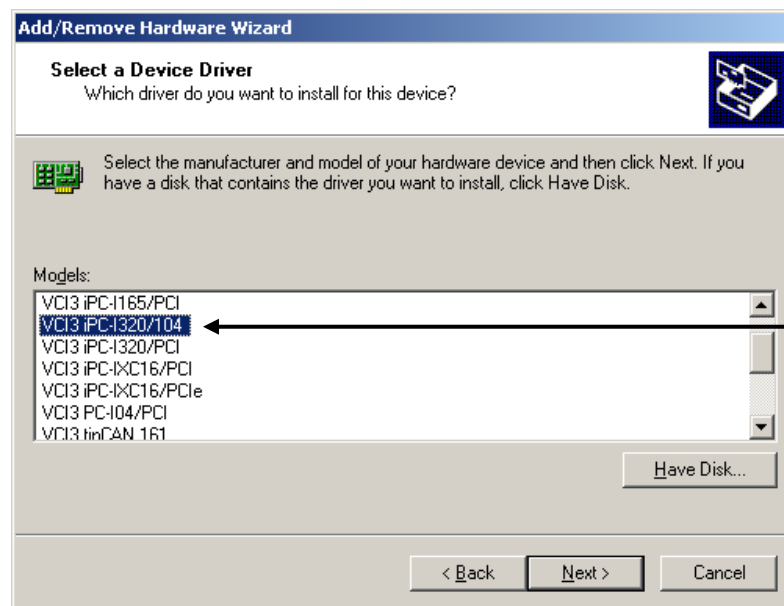 Add/Remove Hardware Wizard
Select a Device Driver
Which driver do you want to install for this device?
Select the manufacturer and model of your hardware device and then click Next. If you
have a disk that contains the driver you want to install, click Have Disk.
Models:
VCI3 iPC-I165/PCI
VCI3 iPC-I320/104
VCI3 iPC-I320/PCI
VCI3 iPC-IXC16/PCI
VCI3 iPC-IXC16/PCIe
VCI3 PC-I04/PCI
VCI3 tinCAN 161
Have Disk...
< Back
Next >
Cancel